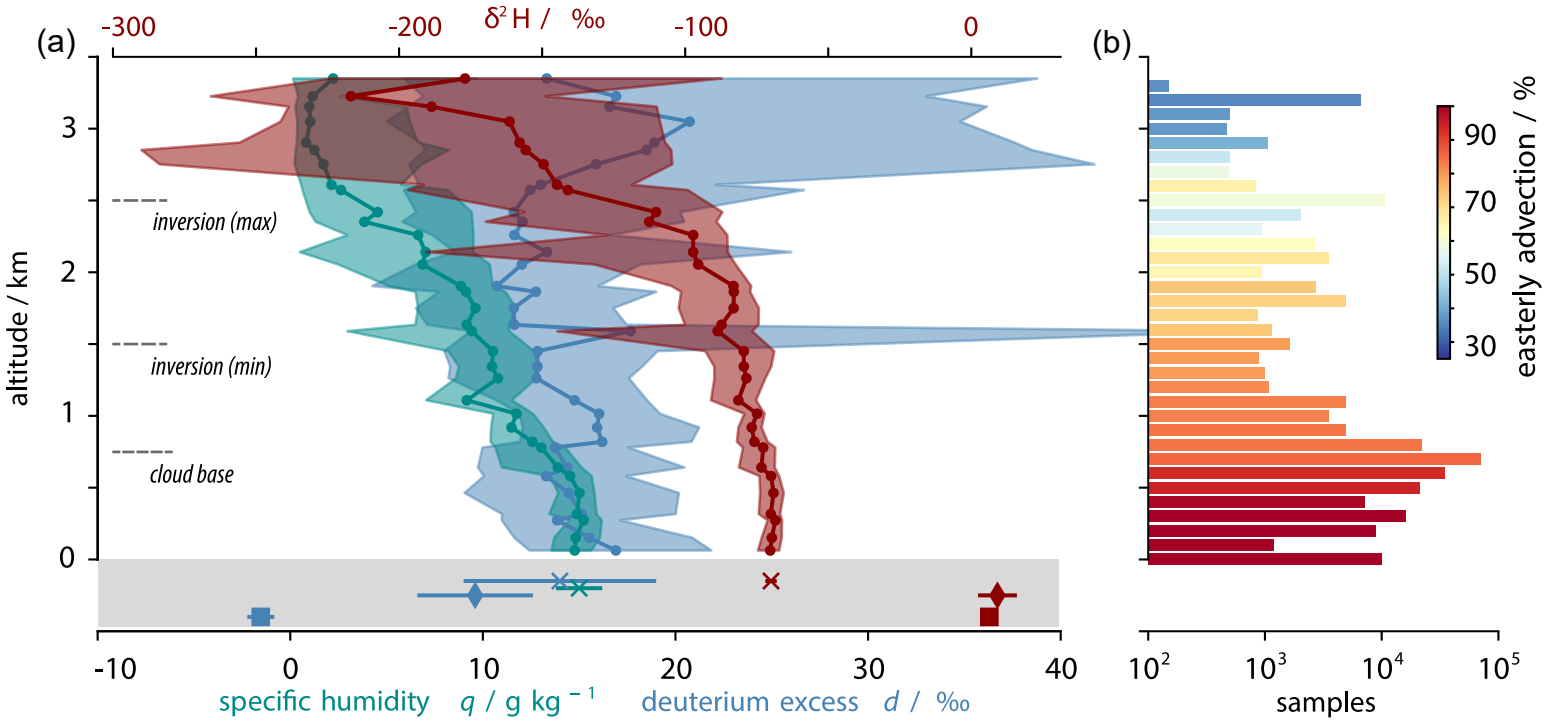 (a)
-300
-200
δ²H / ‰
-100
0
(b)
3
2
1
0
altitude / km
inversion (max)
inversion (min)
cloud base
-10
0
10
20
30
40
specific humidity q / g kg⁻¹
deuterium excess d / ‰
90
70
50
30
easterly advection / %
10²
10³
10⁴
10⁵
samples